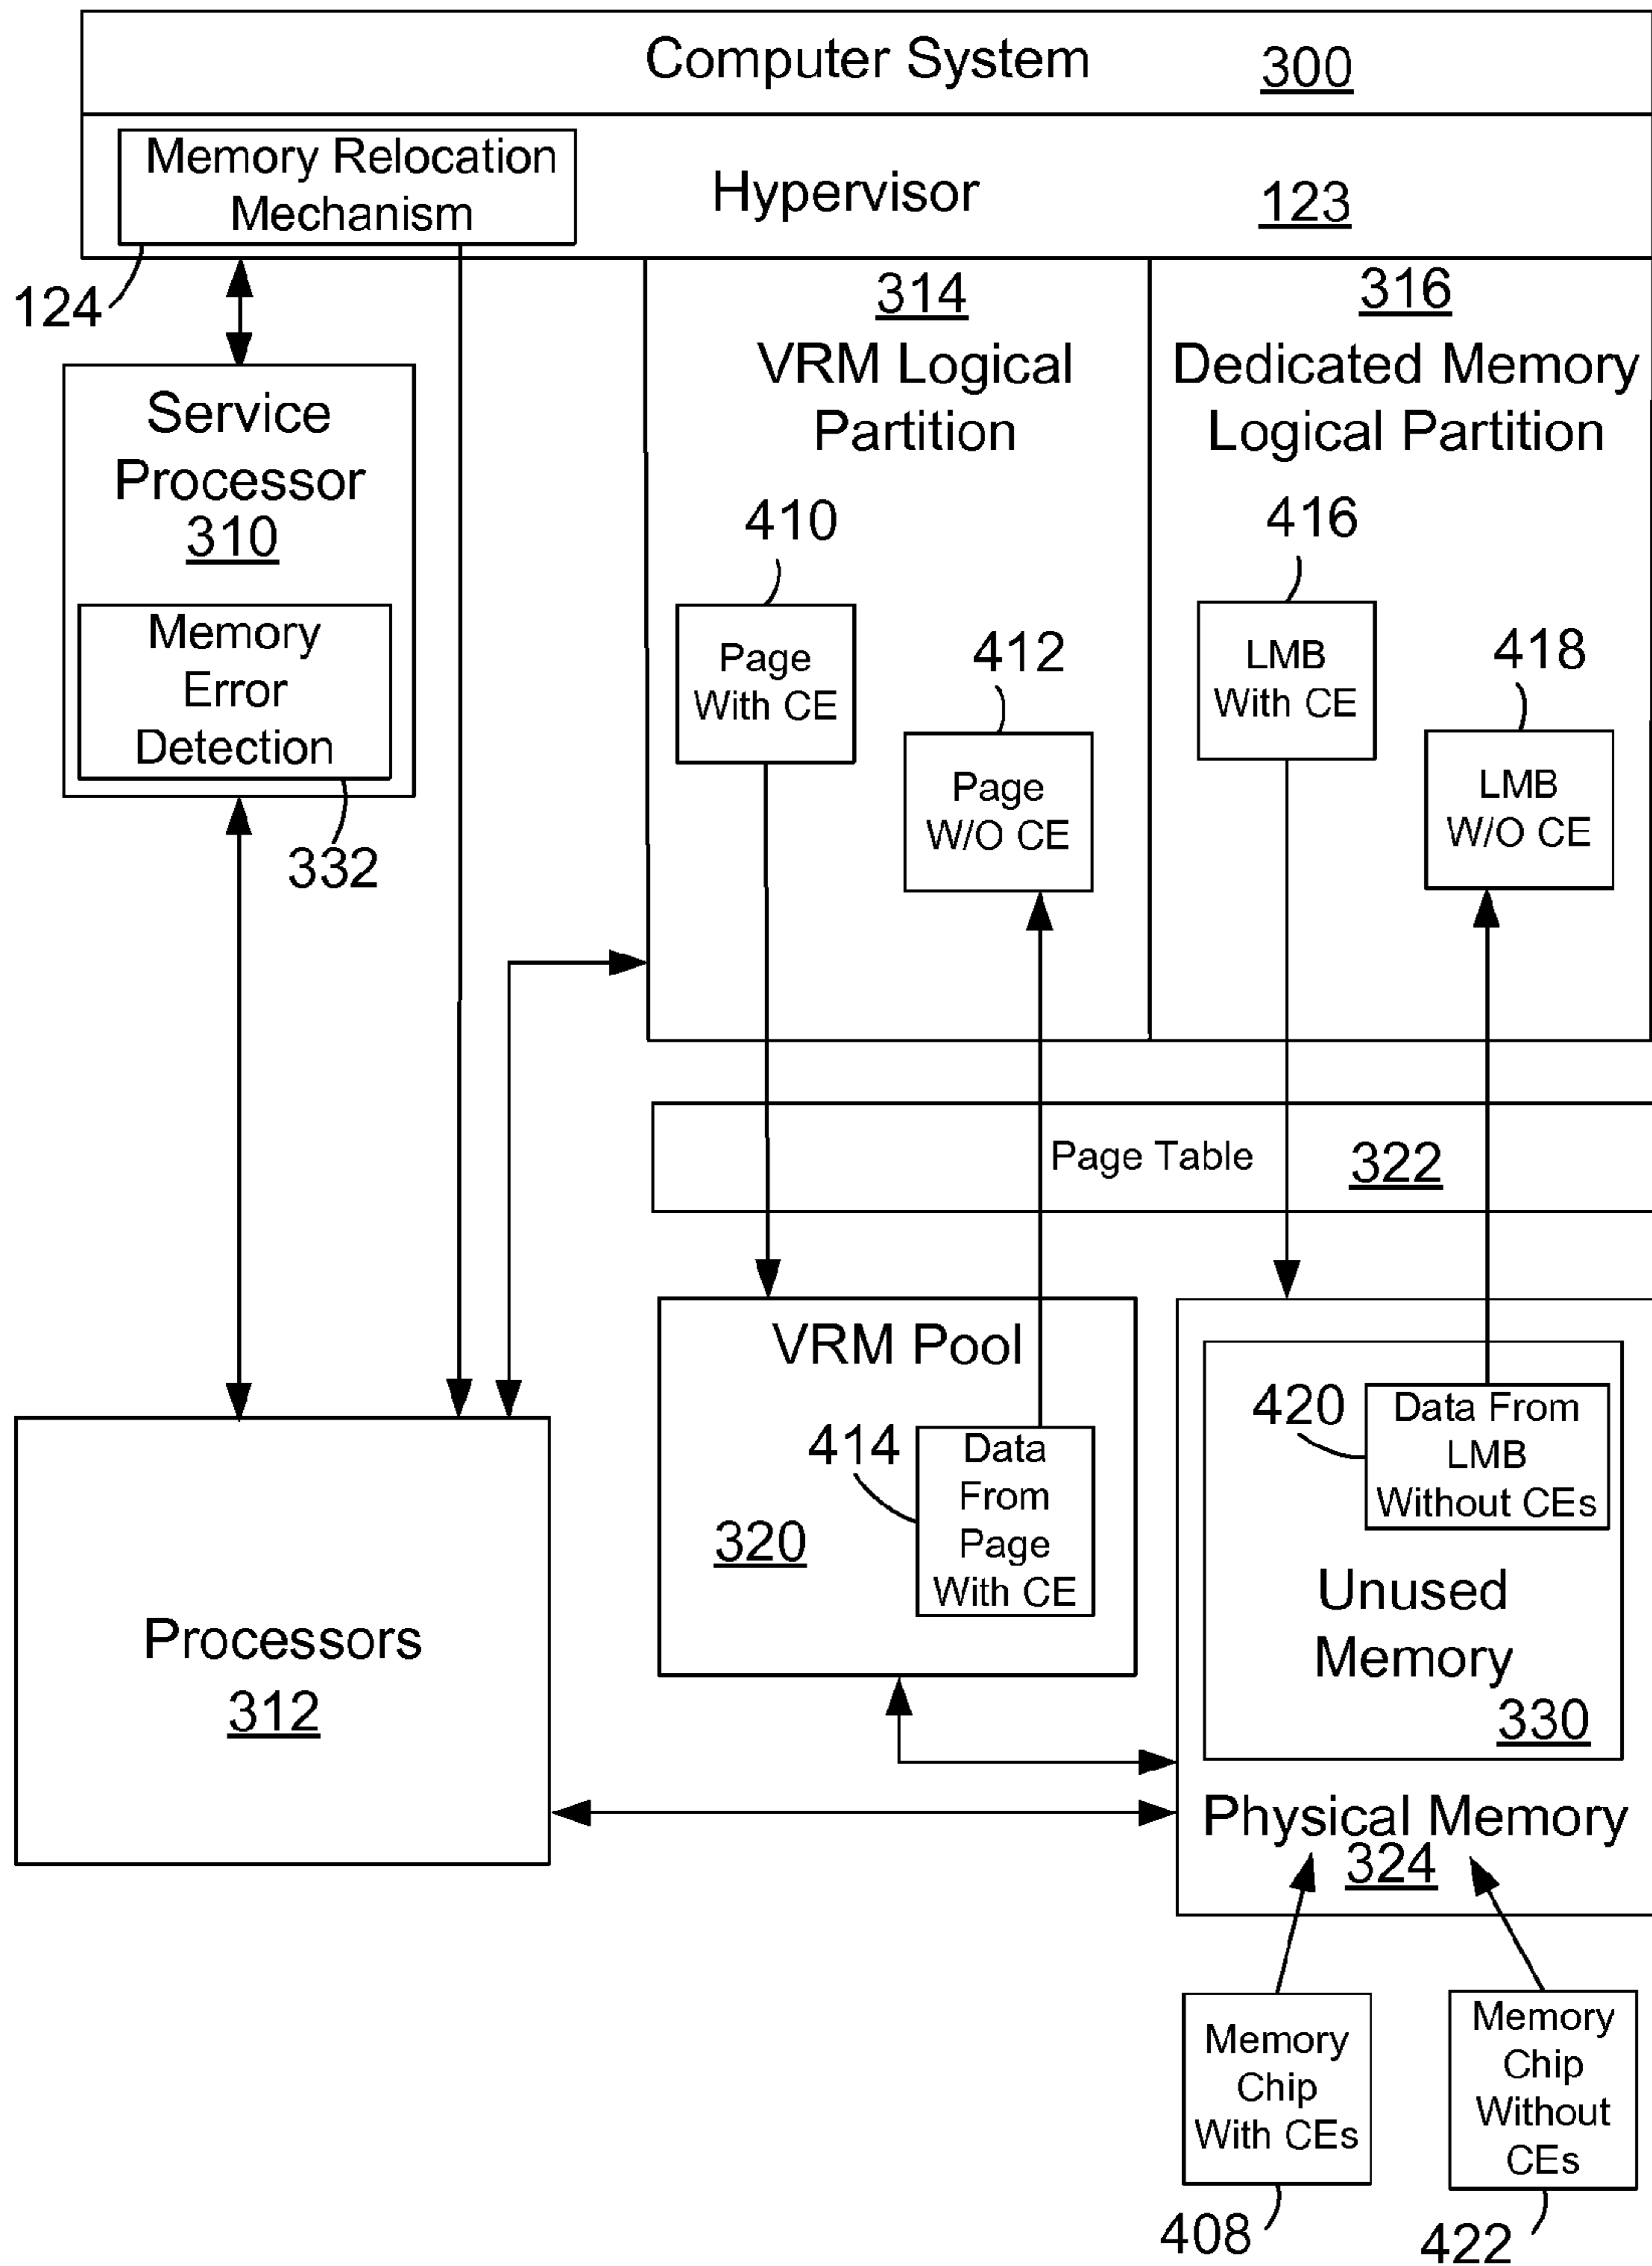 Computer System 300
Memory Relocation
Mechanism
Hypervisor 123
124
314
VRM Logical
Partition
316
Dedicated Memory
Logical Partition
Service
Processor
310
Memory
Error
Detection
332
410
Page
With CE
412
Page
W/O CE
416
LMB
With CE
418
LMB
W/O CE
Page Table 322
VRM Pool
320
414
Data
From
Page
With CE
420
Data From
LMB
Without CEs
Unused
Memory
330
Physical Memory
324
Processors
312
Memory
Chip
With CEs
408
Memory
Chip
Without
CEs
422